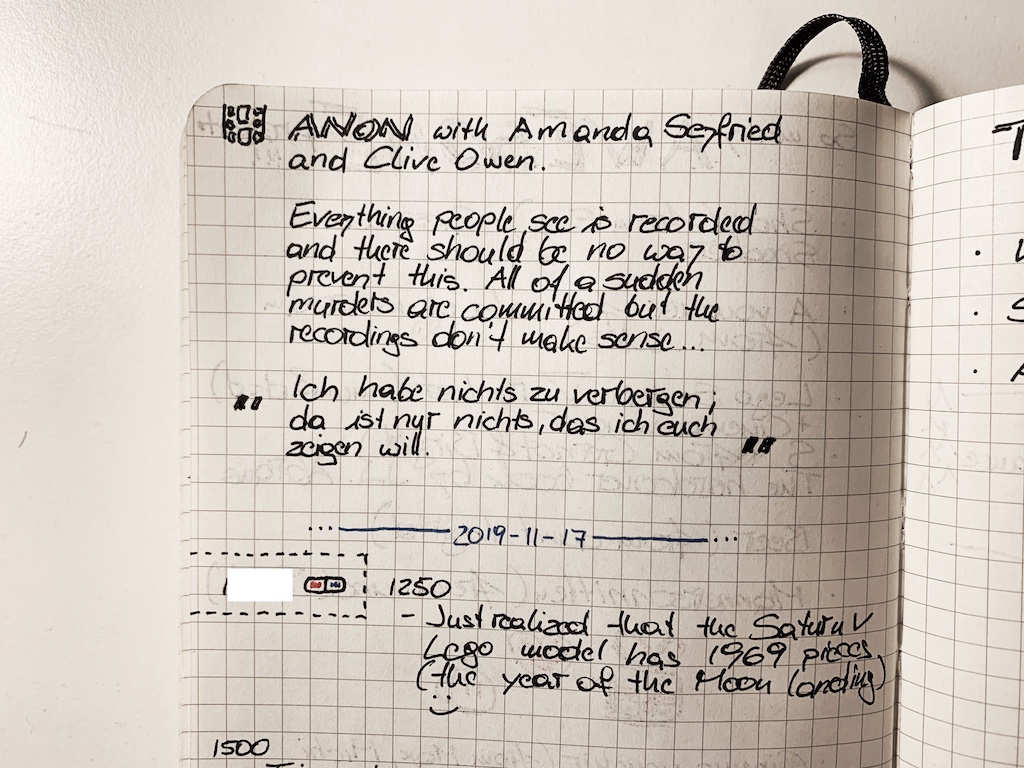 ANON with Amanda Seyfried
and Clive Owen.
Everything people see is recorded
and there should be no way to
prevent this. All of a sudden
murders are committed but the
recordings don't make sense...
" Ich habe nichts zu verbergen;
da ist nur nichts, das ich euch
zeigen will. "
... 2019-11-17 ...
1250
- Just realized that the Saturn V
Lego model has 1969 pieces
(the year of the Moon Landing)
:)
1500